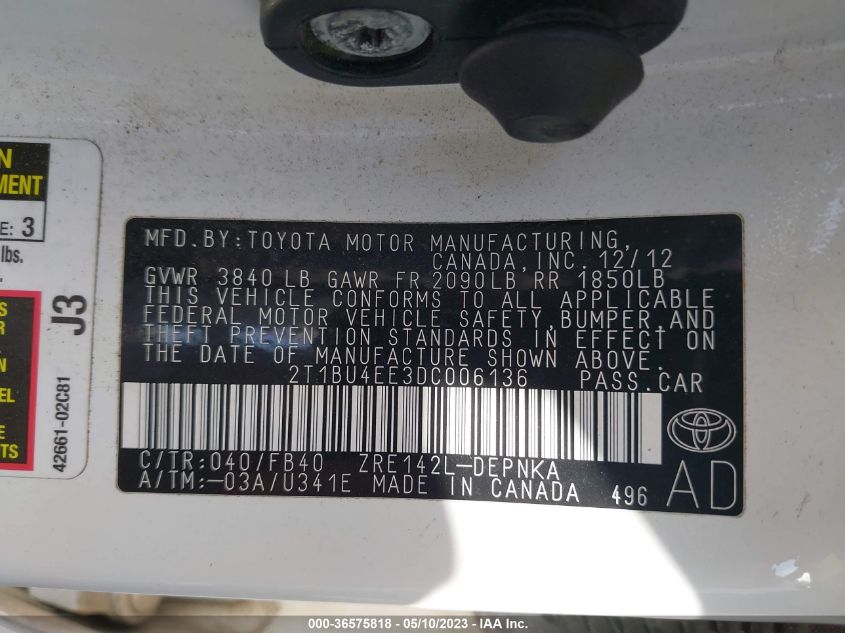 N
MENT
E: 3
lbs.
S
R
N
EL
E
TS
J3
42661-02C81
MFD.BY:TOYOTA MOTOR MANUFACTURING,
CANADA,INC. 12/12
GVWR 3840 LB GAWR FR 2090LB RR 1850LB
THIS VEHICLE CONFORMS TO ALL APPLICABLE
FEDERAL MOTOR VEHICLE SAFETY,BUMPER,AND
THEFT PREVENTION STANDARDS IN EFFECT ON
THE DATE OF MANUFACTURE SHOWN ABOVE.
2T1BU4EE3DC006136 PASS.CAR
C/TR:040/FB40 ZRE142L-DEPNKA
A/TM:-03A/U341E MADE IN CANADA 496
AD
000-36575818 - 05/10/2023 - IAA Inc.